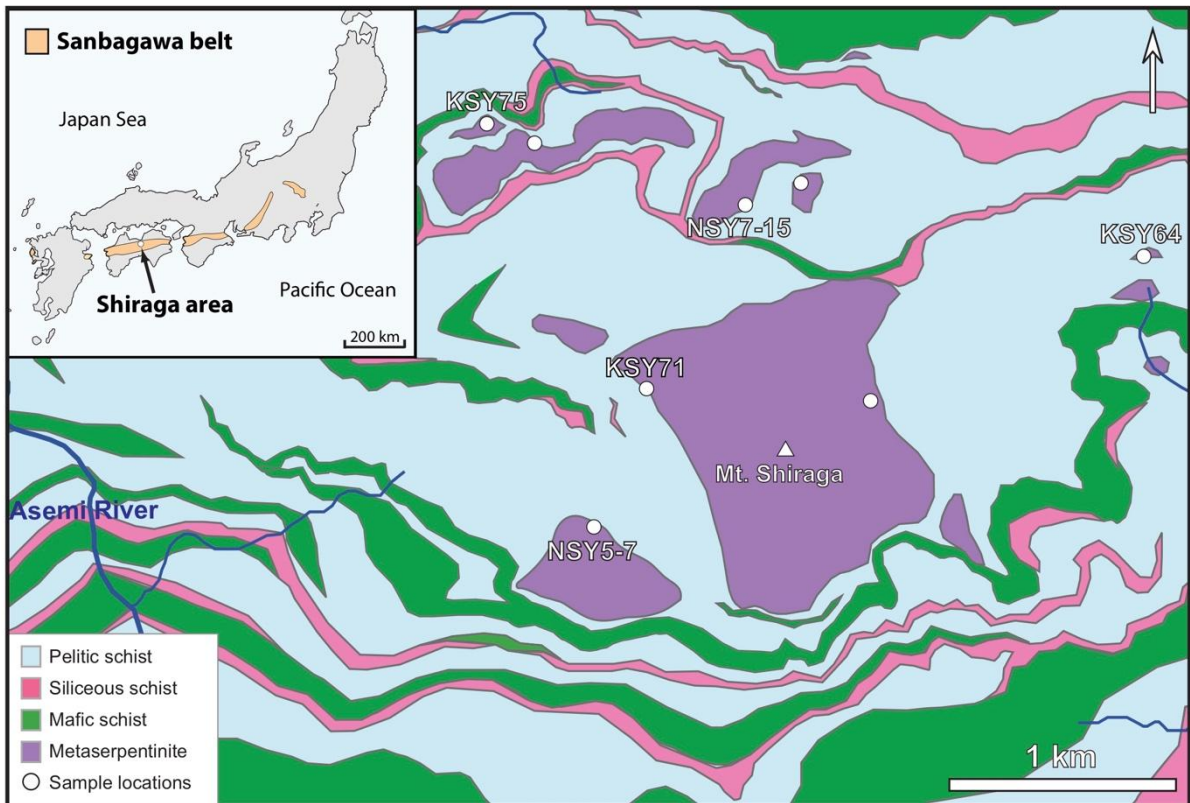 Sanbagawa belt
Japan Sea
Pacific Ocean
Shiraga area
200 km
KSY75
NSY7-15
KSY64
KSY71
Mt. Shiraga
Asemi River
NSY5-7
Pelitic schist
Siliceous schist
Mafic schist
Metaserpentinite
Sample locations
1 km